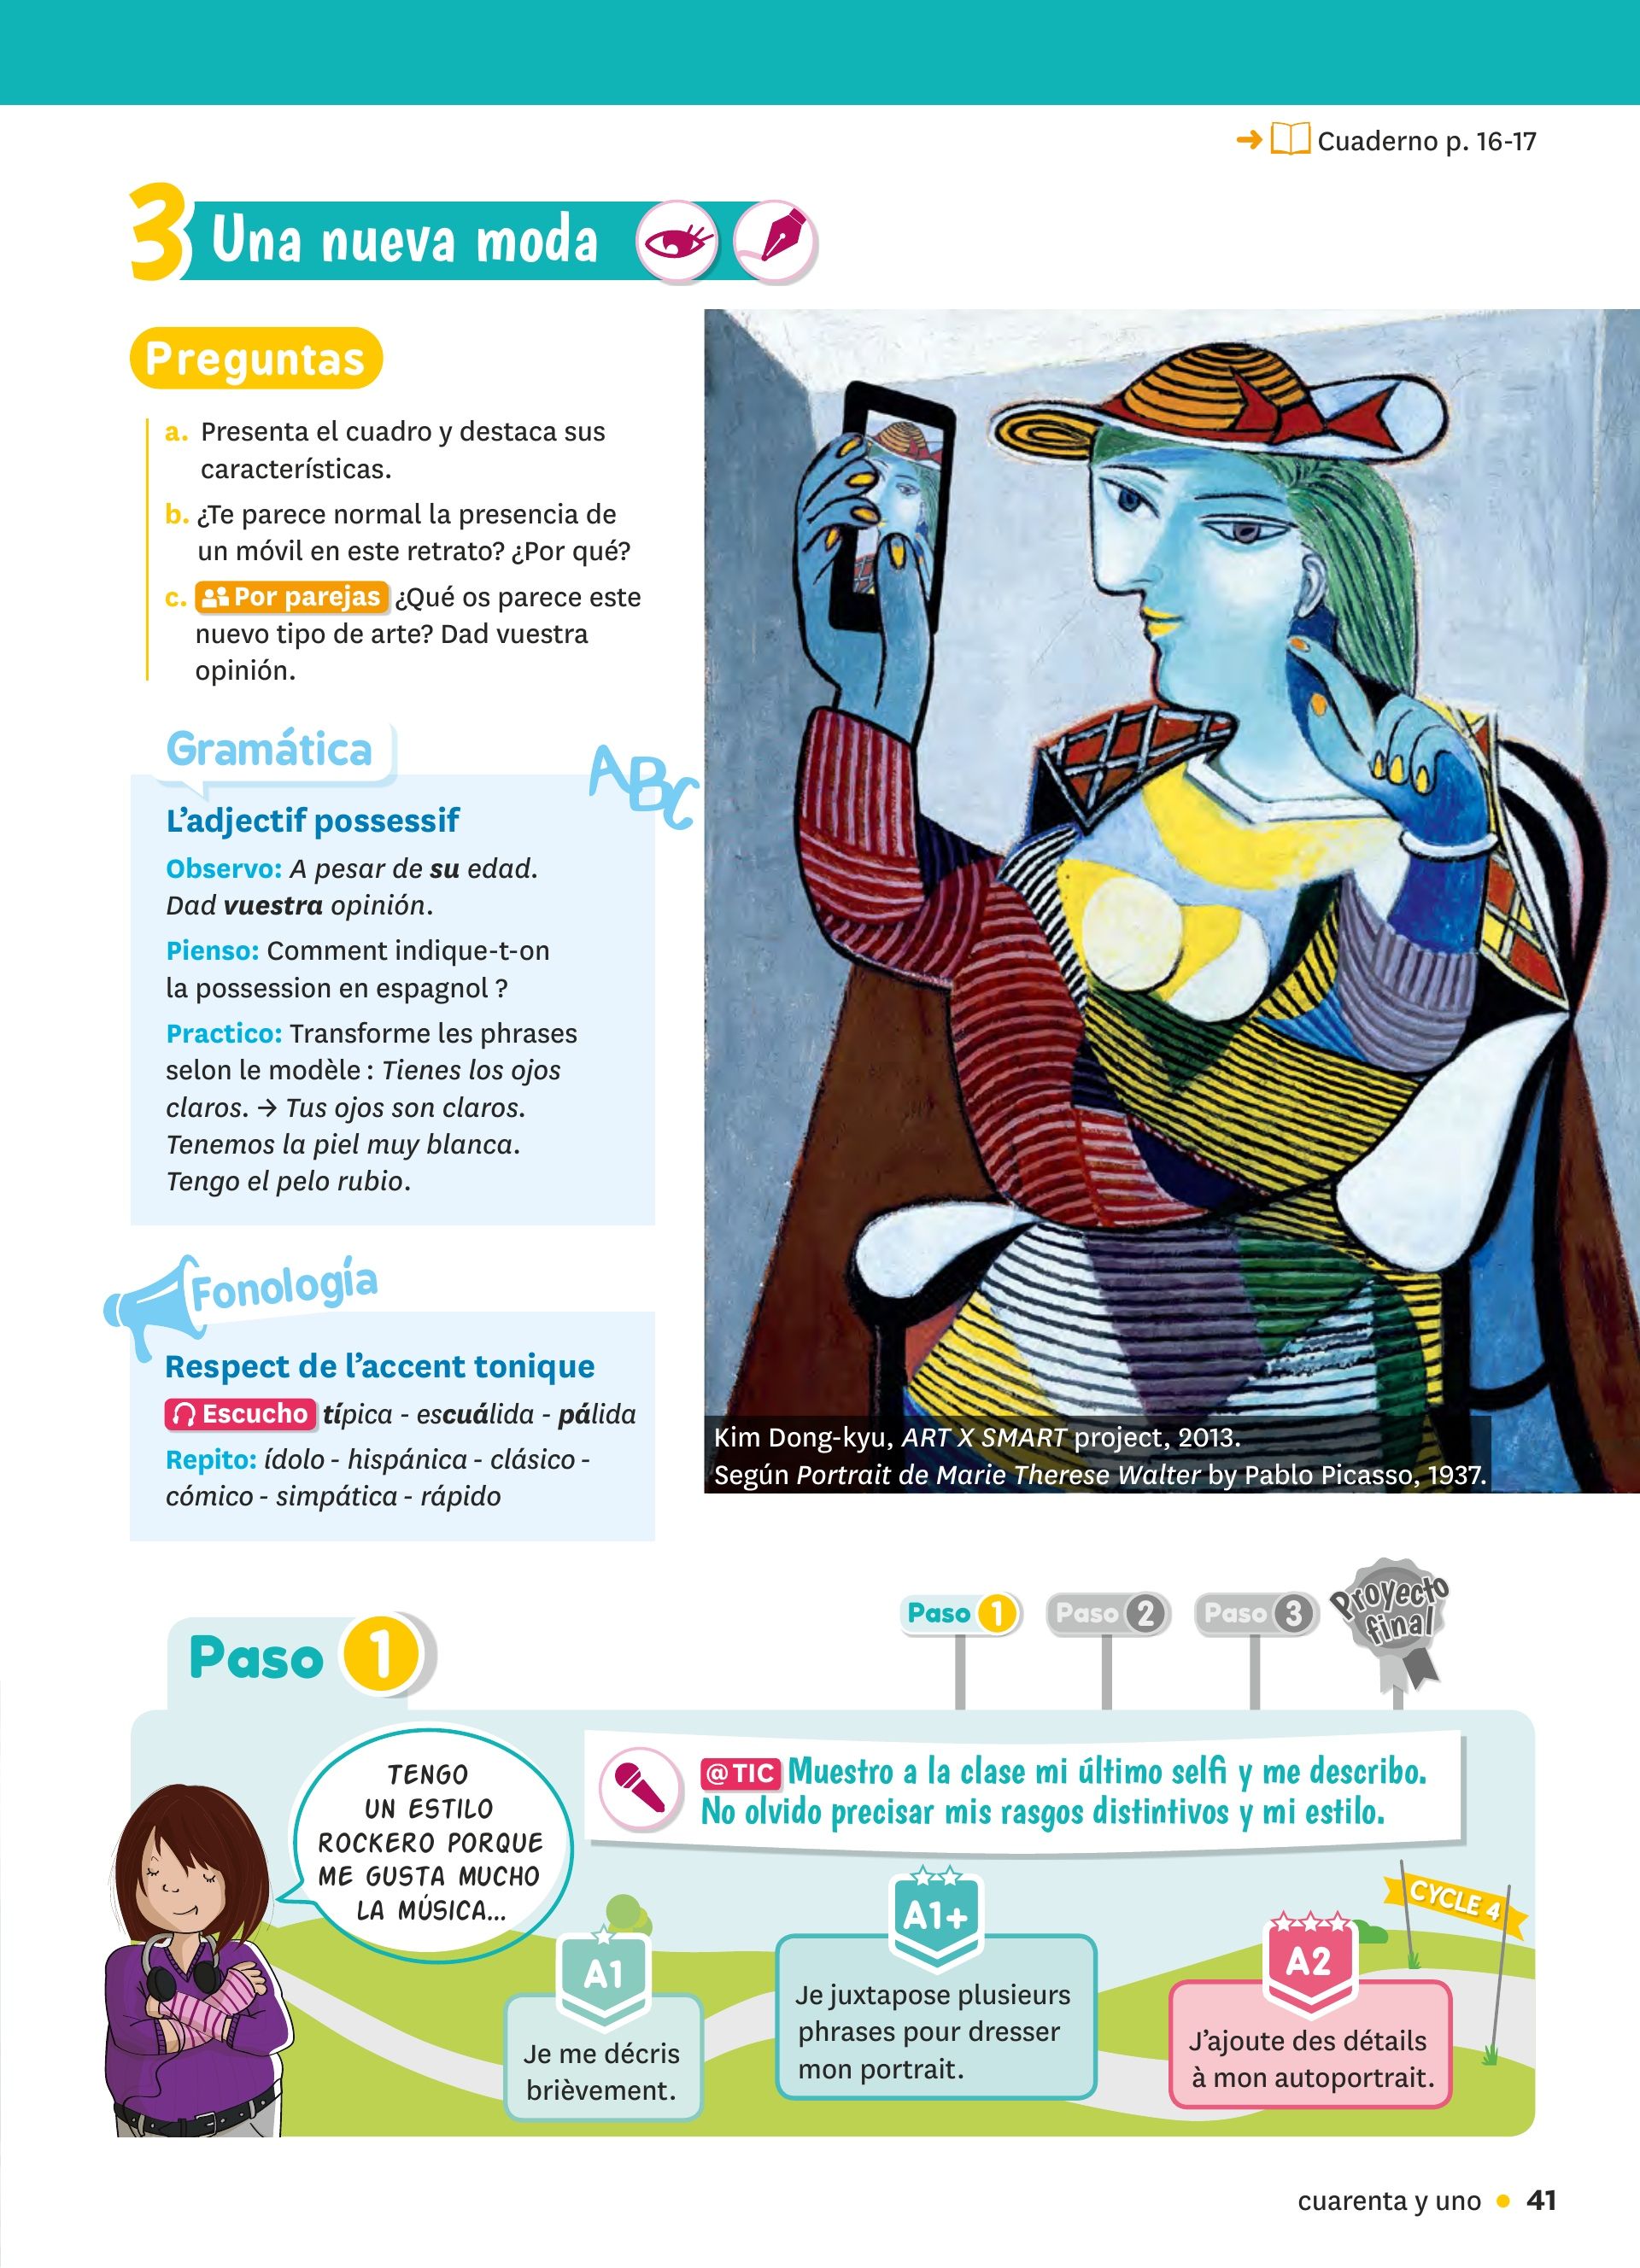 Cuaderno p. 16-17
3 Una nueva moda
Preguntas
a. Presenta el cuadro y destaca sus
características.
b. ¿Te parece normal la presencia de
un móvil en este retrato? ¿Por qué?
c. Por parejas ¿Qué os parece este
nuevo tipo de arte? Dad vuestra
opinión.
Gramática
ABC
L'adjectif possessif
Observo: A pesar de su edad.
Dad vuestra opinión.
Pienso: Comment indique-t-on
la possession en espagnol ?
Practico: Transforme les phrases
selon le modèle : Tienes los ojos
claros. → Tus ojos son claros.
Tenemos la piel muy blanca.
Tengo el pelo rubio.
Fonología
Respect de l'accent tonique
Escucho típica - escuálida - pálida
Repito: ídolo - hispánica - clásico -
cómico - simpática - rápido
Kim Dong-kyu, ART X SMART project, 2013.
Según Portrait de Marie Therese Walter by Pablo Picasso, 1937.
Paso 1
Paso 1
Paso 2
Paso 3
Proyecto
final
TENGO
UN ESTILO
ROCKERO PORQUE
ME GUSTA MUCHO
LA MÚSICA...
@TIC Muestro a la clase mi último selfi y me describo.
No olvido precisar mis rasgos distintivos y mi estilo.
A1
Je me décris
brièvement.
A1+
Je juxtapose plusieurs
phrases pour dresser
mon portrait.
A2
J'ajoute des détails
à mon autoportrait.
CYCLE 4
cuarenta y uno • 41